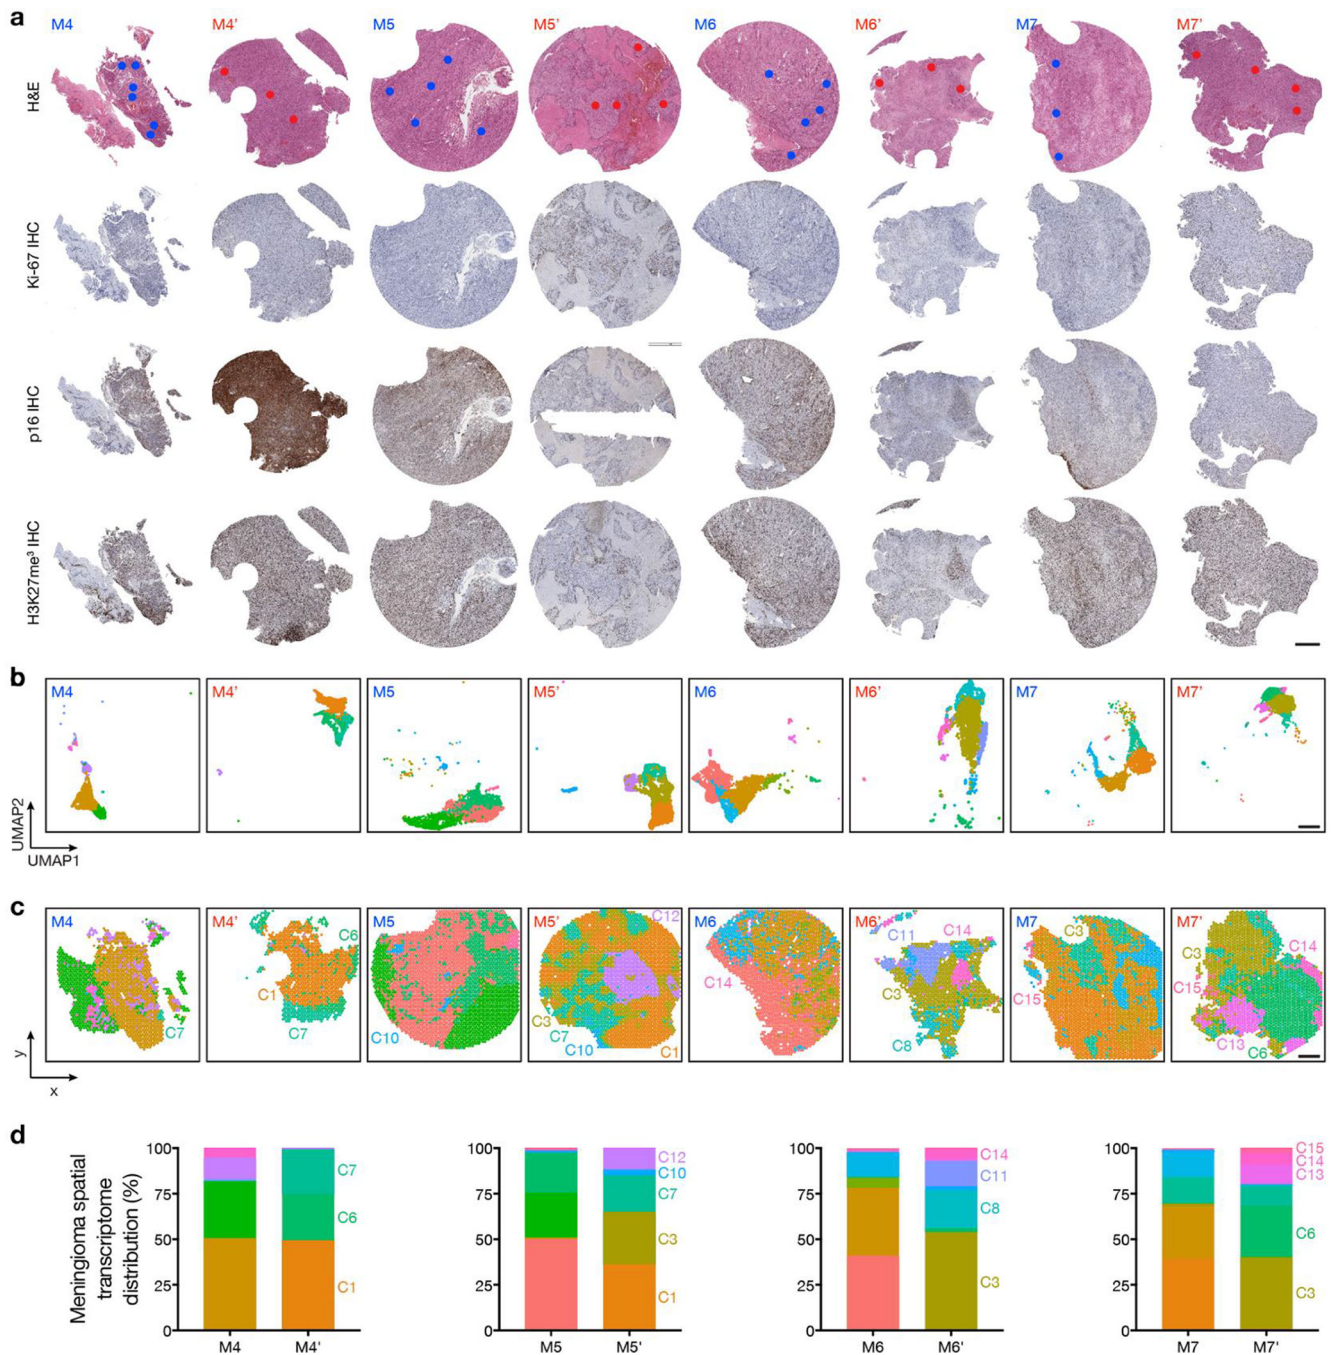 a
M4 M4' M5 M5' M6 M6' M7 M7'
H&E
Ki-67 IHC
p16 IHC
H3K27me³ IHC
b
M4 M4' M5 M5' M6 M6' M7 M7'
UMAP2
UMAP1
c
M4 M4' M5 M5' C12 M6 M6' M7 M7'
C6 C11 C14 C3 C14
C3
C1 C14 C3 C15 C15
C7 C7 C10 C3 C7 C10 C1 C8 C13 C6
y
x
d
Meningioma spatial
transcriptome
distribution (%)
100 C7
75
50 C6
25 C1
0
M4 M4'
100 C12
C10
75 C7
50 C3
25 C1
0
M5 M5'
100 C14
C11
75 C8
50
25 C3
0
M6 M6'
100 C15
C14
C13
75
50 C6
25 C3
0
M7 M7'